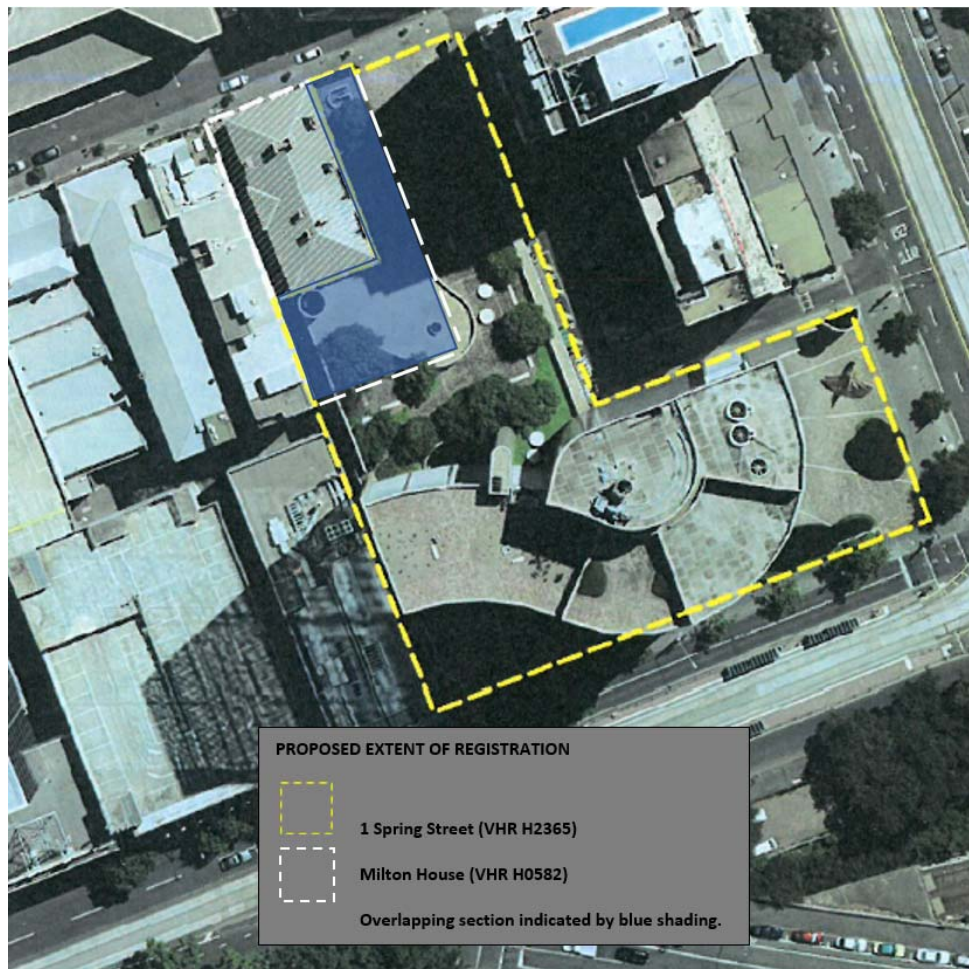 PROPOSED EXTENT OF REGISTRATION
1 Spring Street (VHR H2365)
Milton House (VHR H0582)
Overlapping section indicated by blue shading.